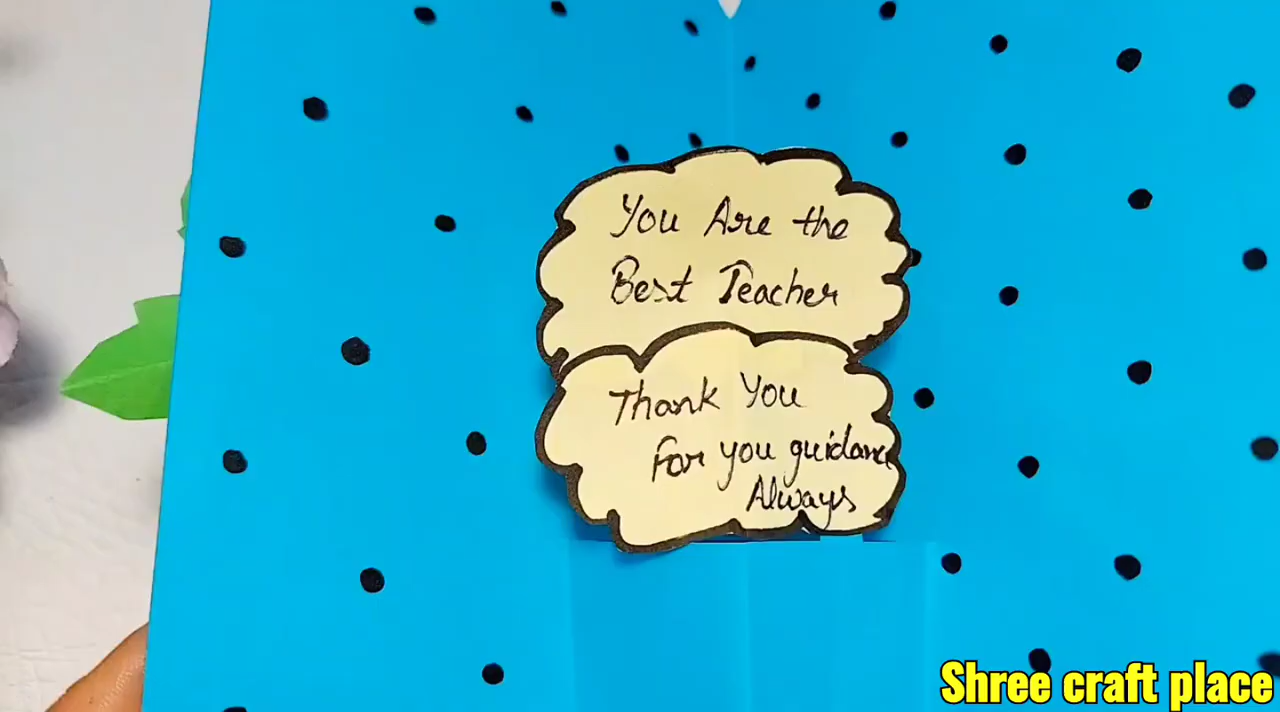 You Are the
Best Teacher
Thank You
For you guidance
Always
Shree craft place